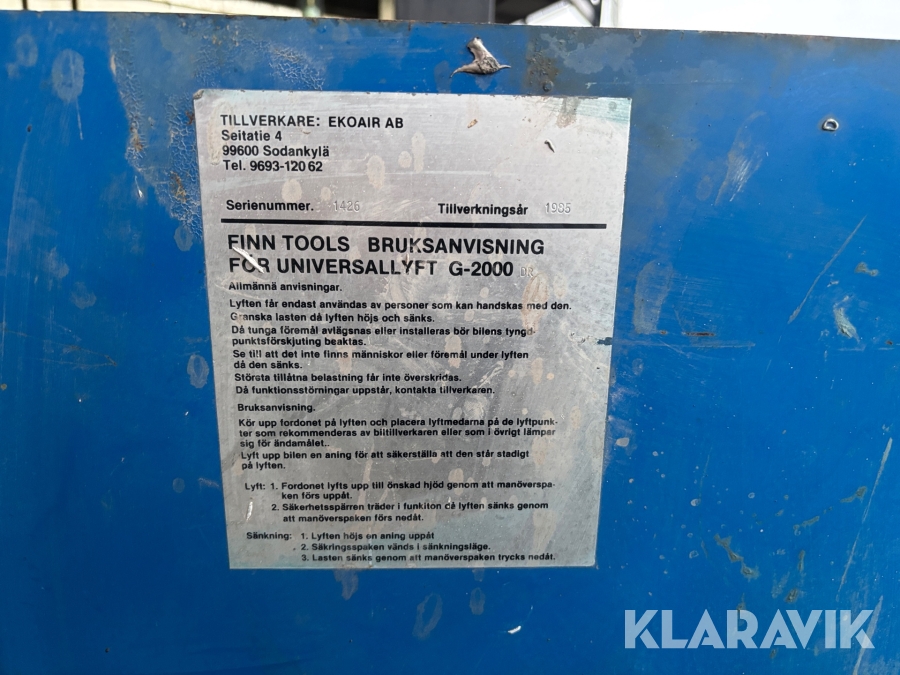 TILLVERKARE: EKOAIR AB
Seitatie 4
99600 Sodankylä
Tel. 9693-120 62
Serienummer. 1426 Tillverkningsår 1985
FINN TOOLS BRUKSANVISNING
FÖR UNIVERSALLYFT G-2000
Allmänna anvisningar.
Lyften får endast användas av personer som kan handskas med den.
Granska lasten då lyften höjs och sänks.
Då tunga föremål avlägsnas eller installeras bör bilens tyngd-
punktsförskjuting beaktas.
Se till att det inte finns människor eller föremål under lyften
då den sänks.
Största tillåtna belastning får inte överskridas.
Då funktionsstörningar uppstår, kontakta tillverkaren.
Bruksanvisning.
Kör upp fordonet på lyften och placera lyftmedarna på de lyftpunk-
ter som rekommenderas av biltillverkaren eller som i övrigt lämpar
sig för ändamålet..
Lyft upp bilen en aning för att säkerställa att den står stadigt
på lyften.
Lyft: 1. Fordonet lyfts upp till önskad hjöd genom att manöverspa-
ken förs uppåt.
2. Säkerhetsspärren träder i funkiton då lyften sänks genom
att manöverspaken förs nedåt.
Sänkning: 1. Lyften höjs en aning uppåt
2. Säkringsspaken vänds i sänkningsläge.
3. Lasten sänks genom att manöverspaken trycks nedåt.
KLARAVIK